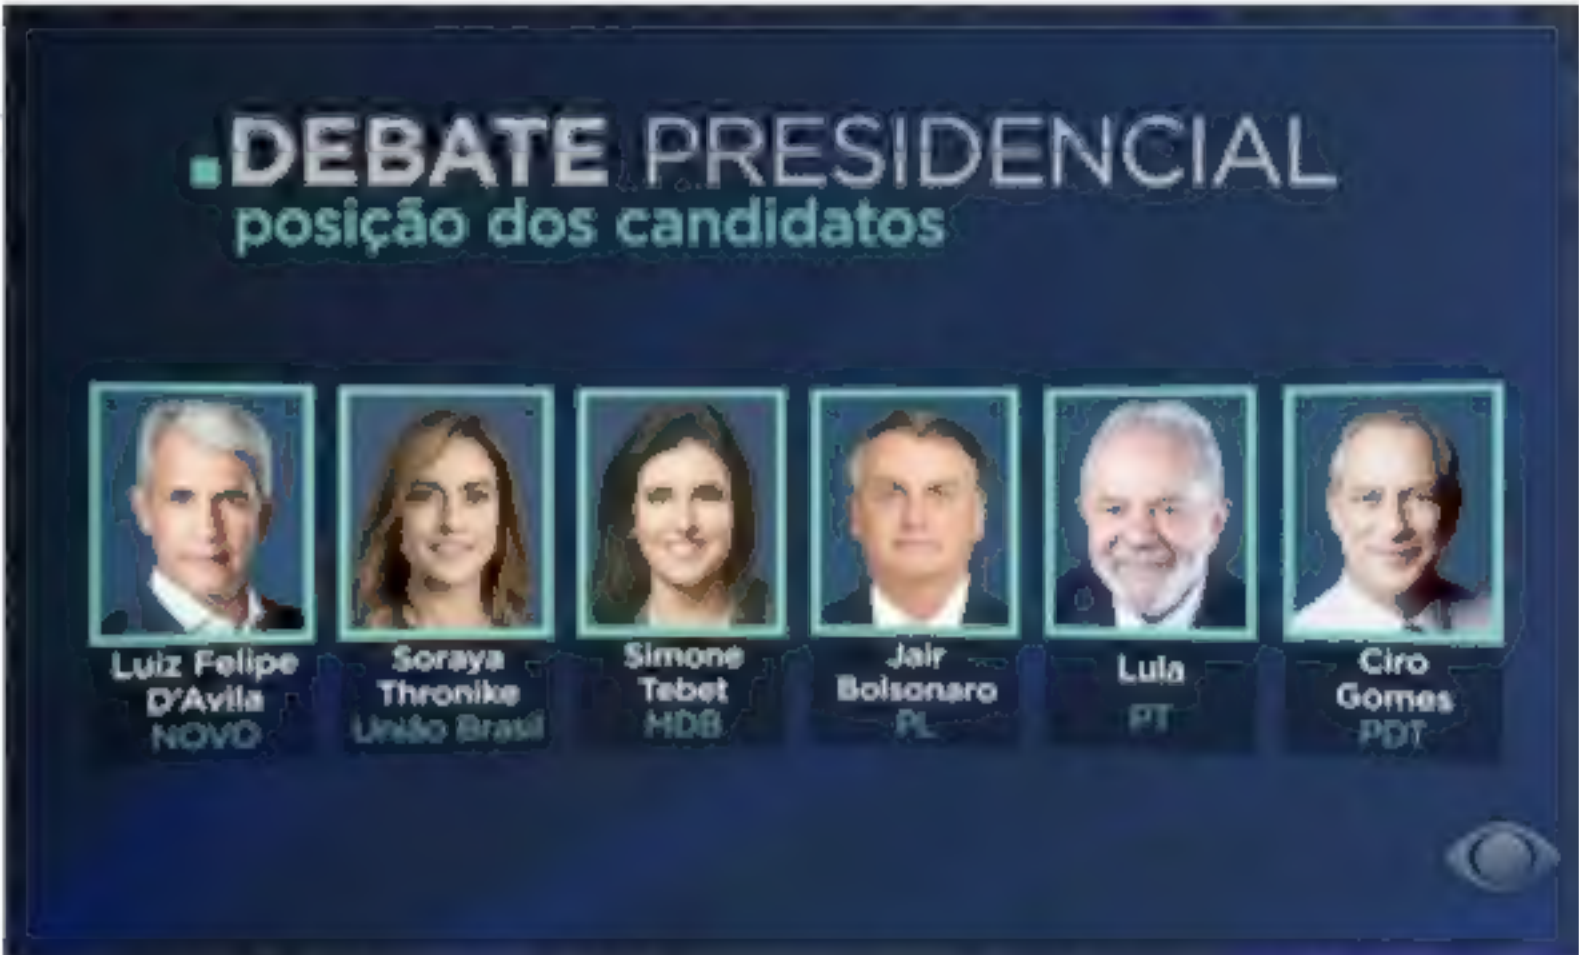 DEBATE PRESIDENCIAL
posição dos candidatos
Luiz Felipe
D'Avila
NOVO
Soraya
Thronike
União Brasil
Simone
Tebet
MDB
Jair
Bolsonaro
PL
Lula
PT
Ciro
Gomes
PDT